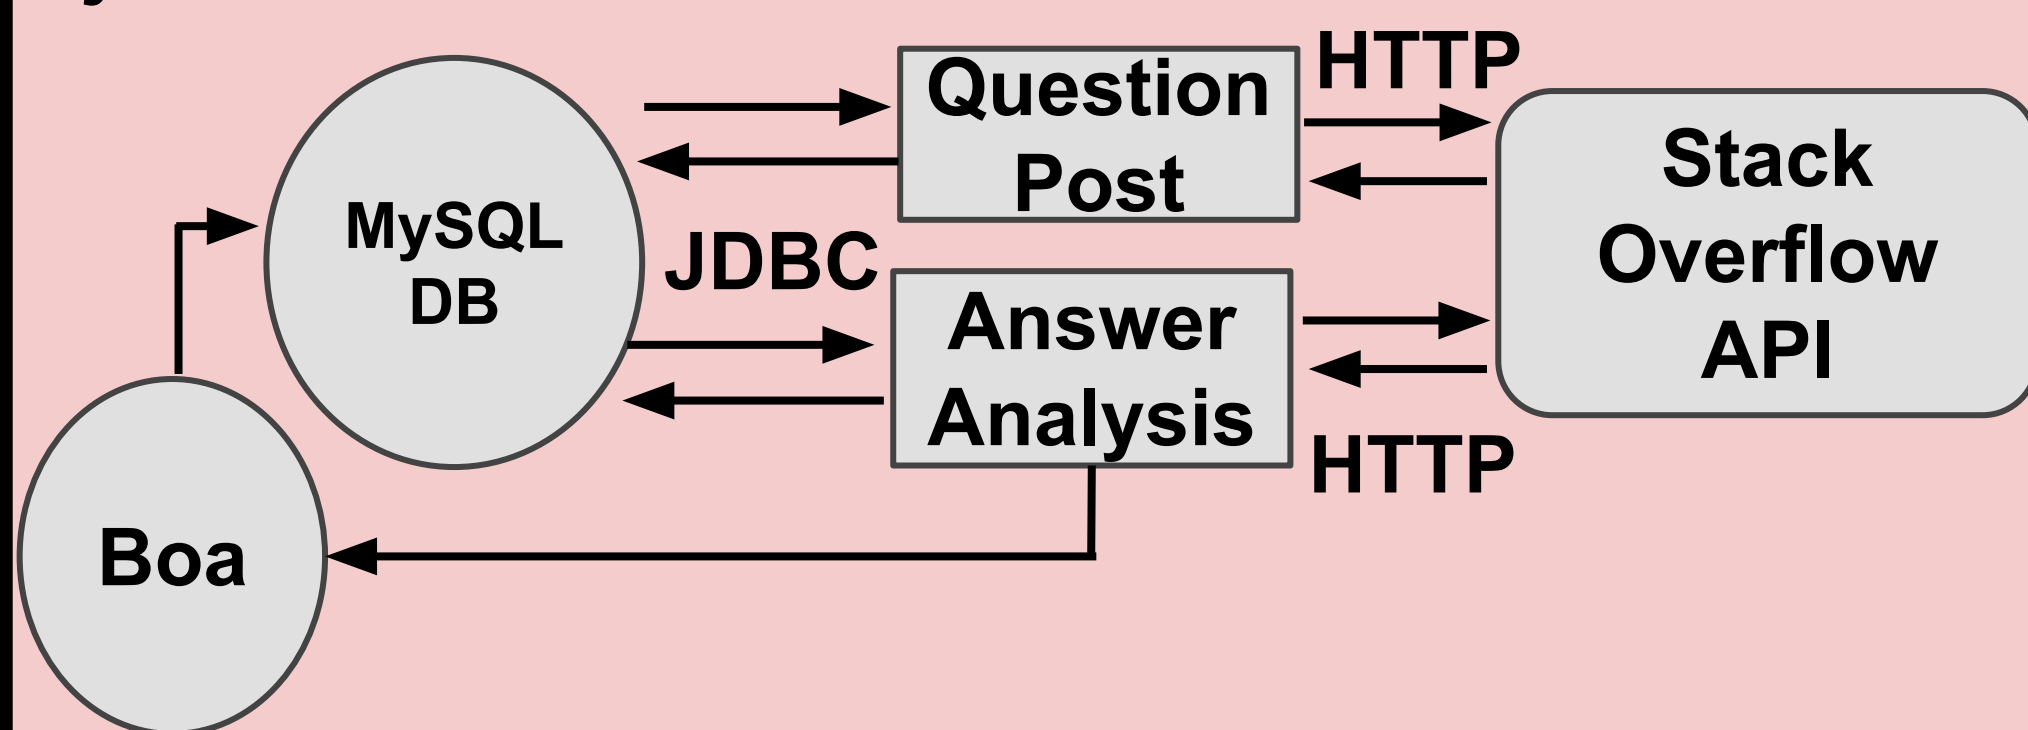 HTTP
Question
Post
Stack
Overflow
API
MySQL
DB
JDBC
Answer
Analysis
HTTP
Boa